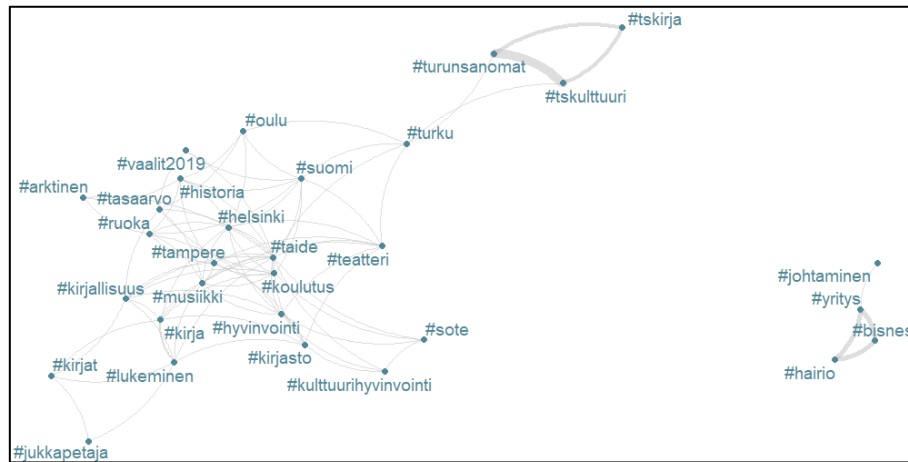 #tskirja
#turunsanomat
#tskulttuuri
#oulu
#turku
#vaalit2019
#suomi
#arktinen
#historia
#tasaarvo
#helsinki
#ruoka
#tampere
#taide
#teatteri
#johtaminen
#koulutus
#kirjallisuus
#musiikki
#yritys
#hyvinvointi
#sote
#bisnes
#kirja
#kirjasto
#kirjat
#lukeminen
#hairio
#kulttuurihyvinvointi
#jukkapetaja